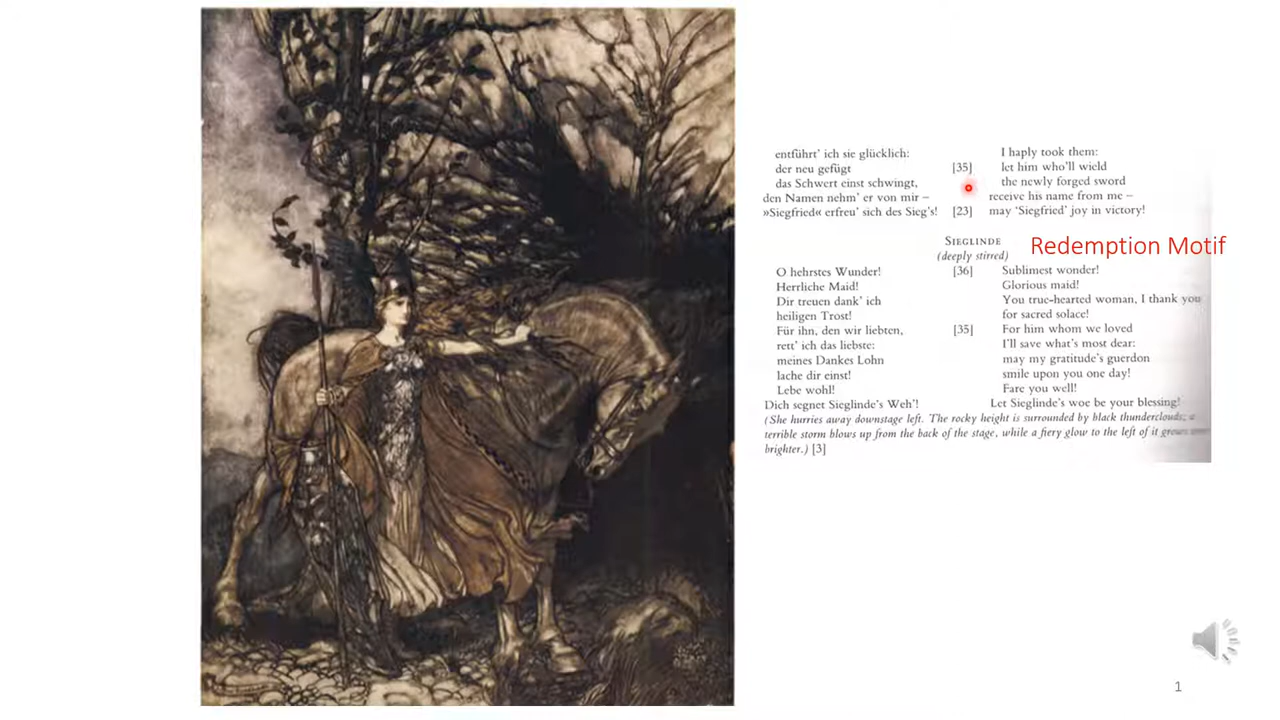 entführt' ich sie glücklich: I haply took them:
der neu gefügt [35] let him who'll wield
das Schwert einst schwingt, the newly forged sword
den Namen nehm' er von mir – receive his name from me –
»Siegfried« erfreu' sich des Sieg's! [23] may 'Siegfried' joy in victory!
SIEGLINDE
Redemption Motif
(deeply stirred)
O hehrstes Wunder! [36] Sublimest wonder!
Herrliche Maid! Glorious maid!
Dir treuen dank' ich You true-hearted woman, I thank you
heiligen Trost! for sacred solace!
Für ihn, den wir liebten, [35] For him whom we loved
rett' ich das liebste: I'll save what's most dear:
meines Dankes Lohn may my gratitude's guerdon
lache dir einst! smile upon you one day!
Lebe wohl! Fare you well!
Dich segnet Sieglinde's Weh'! Let Sieglinde's woe be your blessing!
(She hurries away downstage left. The rocky height is surrounded by black thunderclouds; a
terrible storm blows up from the back of the stage, while a fiery glow to the left of it grows
brighter.) [3]
1